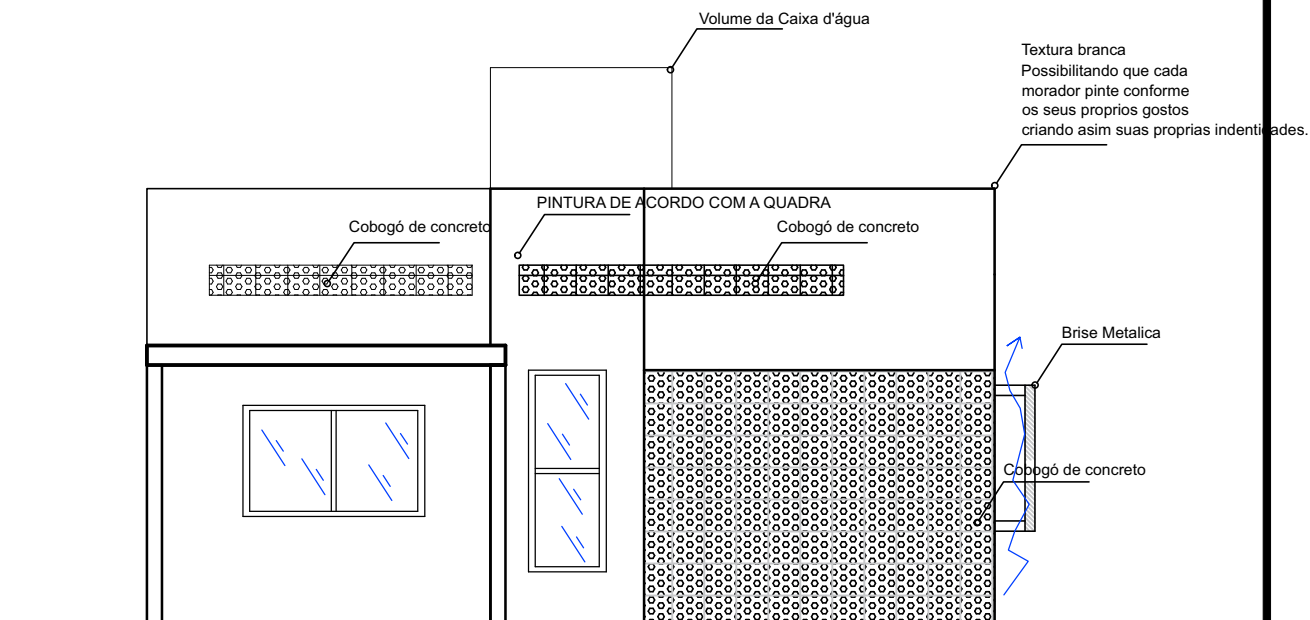 Volume da Caixa d'água
Textura branca
Possibilitando que cada
morador pinte conforme
os seus proprios gostos
criando asim suas proprias indentidades.
PINTURA DE ACORDO COM A QUADRA
Cobogó de concreto
Cobogó de concreto
Brise Metalica
Cobogó de concreto